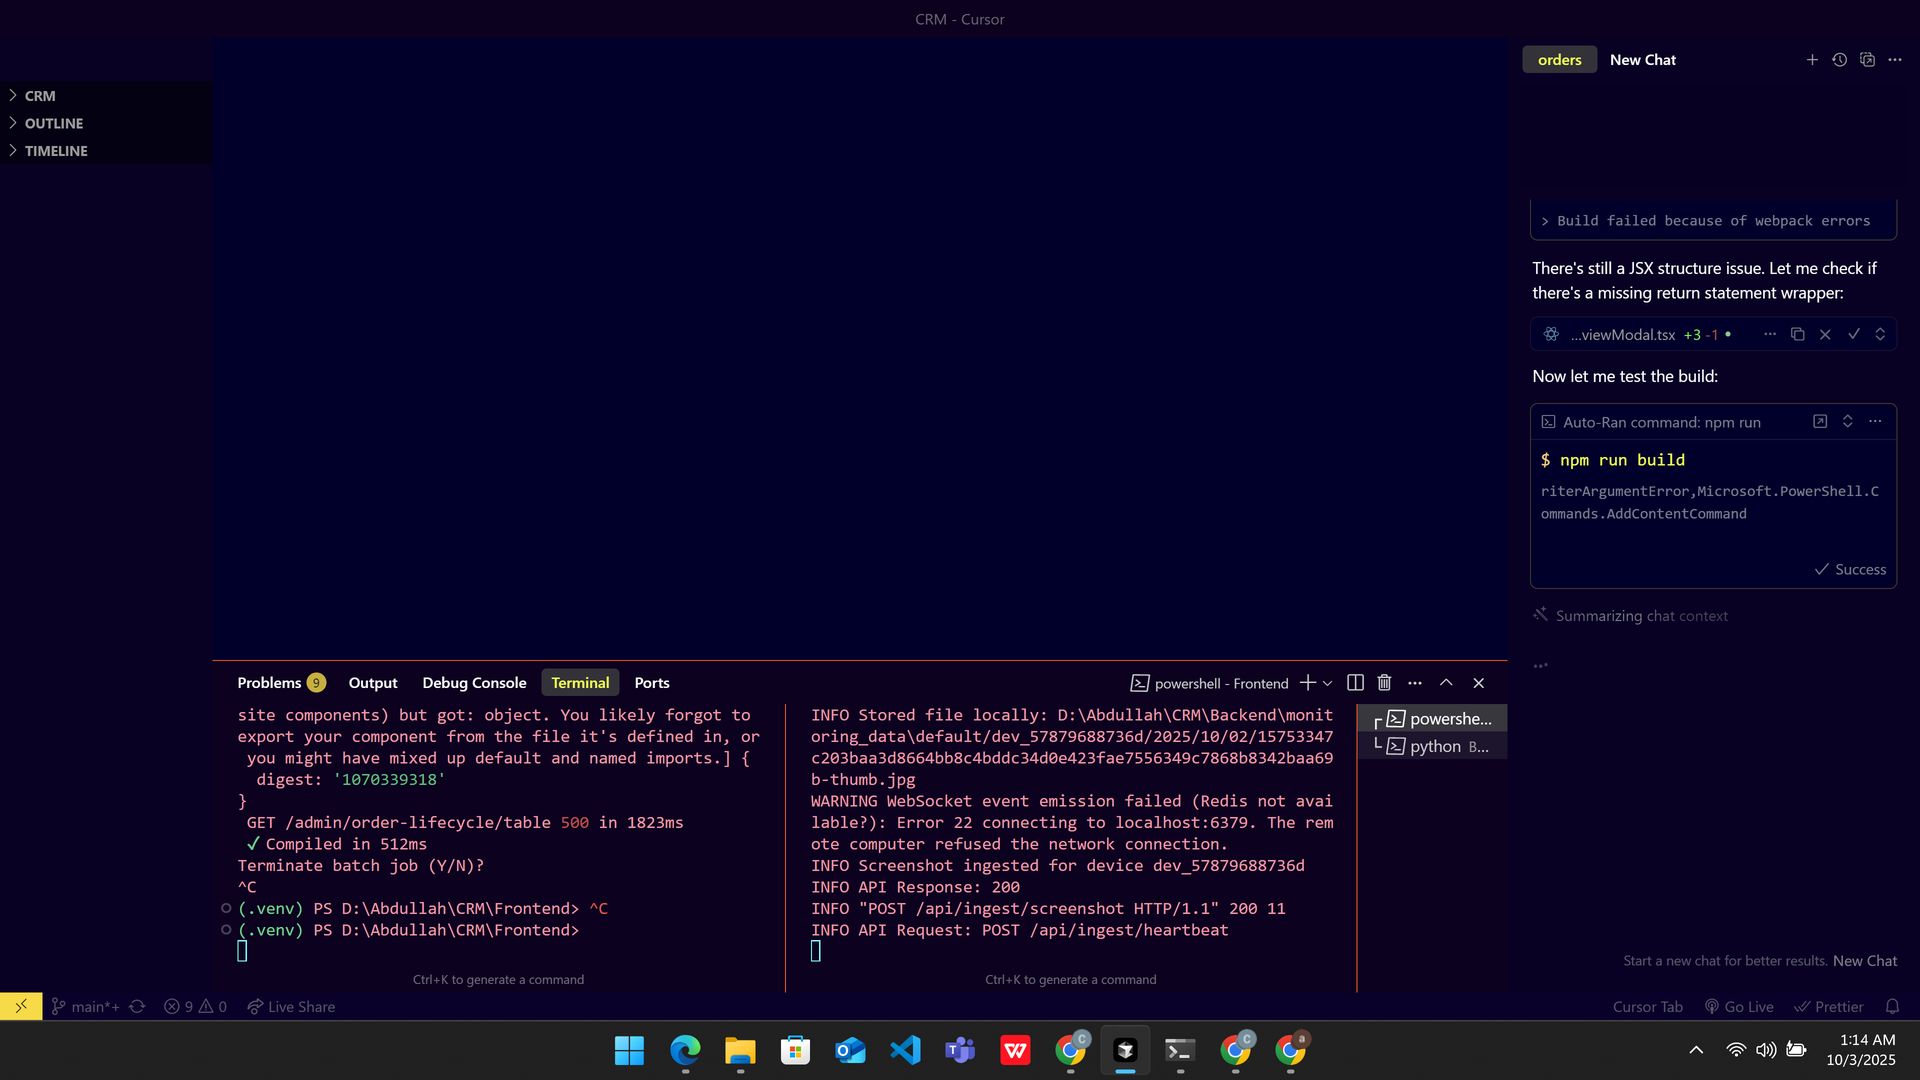 CRM - Cursor
CRM
OUTLINE
TIMELINE
orders New Chat
> Build failed because of webpack errors
There's still a JSX structure issue. Let me check if
there's a missing return statement wrapper:
...viewModal.tsx +3 -1
Now let me test the build:
Auto-Ran command: npm run
$ npm run build
riterArgumentError,Microsoft.PowerShell.C
ommands.AddContentCommand
Success
Summarizing chat context
Start a new chat for better results. New Chat
Problems 9 Output Debug Console Terminal Ports
powershell - Frontend
site components) but got: object. You likely forgot to
export your component from the file it's defined in, or
you might have mixed up default and named imports.] {
digest: '1070339318'
}
GET /admin/order-lifecycle/table 500 in 1823ms
✓ Compiled in 512ms
Terminate batch job (Y/N)?
^C
(.venv) PS D:\Abdullah\CRM\Frontend> ^C
(.venv) PS D:\Abdullah\CRM\Frontend>
Ctrl+K to generate a command
INFO Stored file locally: D:\Abdullah\CRM\Backend\monit
oring_data\default/dev_57879688736d/2025/10/02/15753347
c203baa3d8664bb8c4bddc34d0e423fae7556349c7868b8342baa69
b-thumb.jpg
WARNING WebSocket event emission failed (Redis not avai
lable?): Error 22 connecting to localhost:6379. The rem
ote computer refused the network connection.
INFO Screenshot ingested for device dev_57879688736d
INFO API Response: 200
INFO "POST /api/ingest/screenshot HTTP/1.1" 200 11
INFO API Request: POST /api/ingest/heartbeat
Ctrl+K to generate a command
powershe...
python B...
main*+ 9 0 Live Share
Cursor Tab Go Live Prettier
1:14 AM
10/3/2025